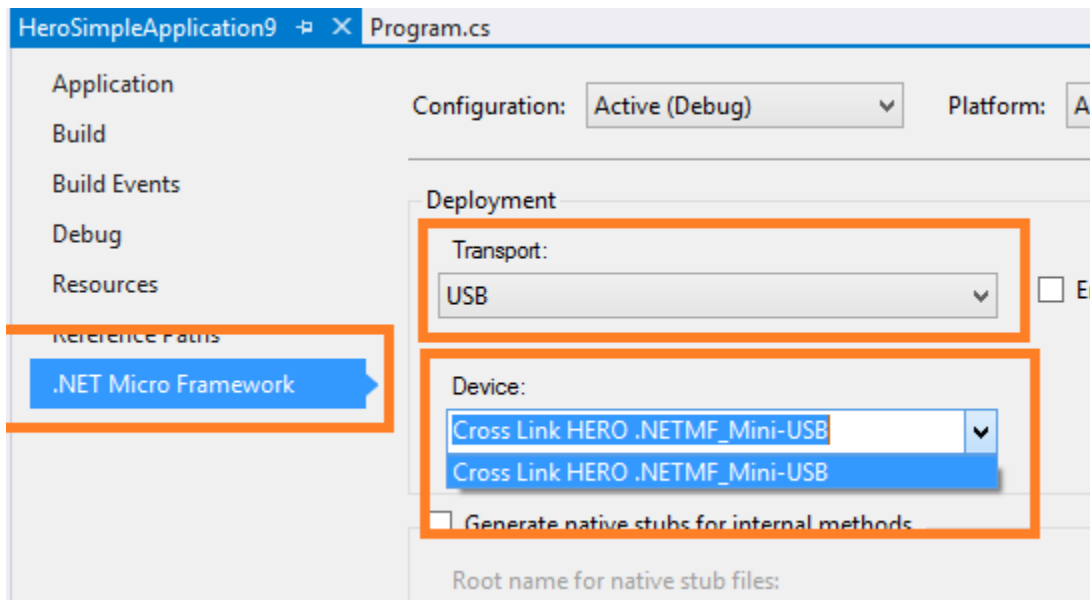 HeroSimpleApplication9
Program.cs
Application
Build
Build Events
Debug
Resources
Reference Paths
.NET Micro Framework
Configuration: Active (Debug) Platform: A
Deployment
Transport:
USB
E
Device:
Cross Link HERO .NETMF_Mini-USB
Cross Link HERO .NETMF_Mini-USB
Generate native stubs for internal methods
Root name for native stub files: